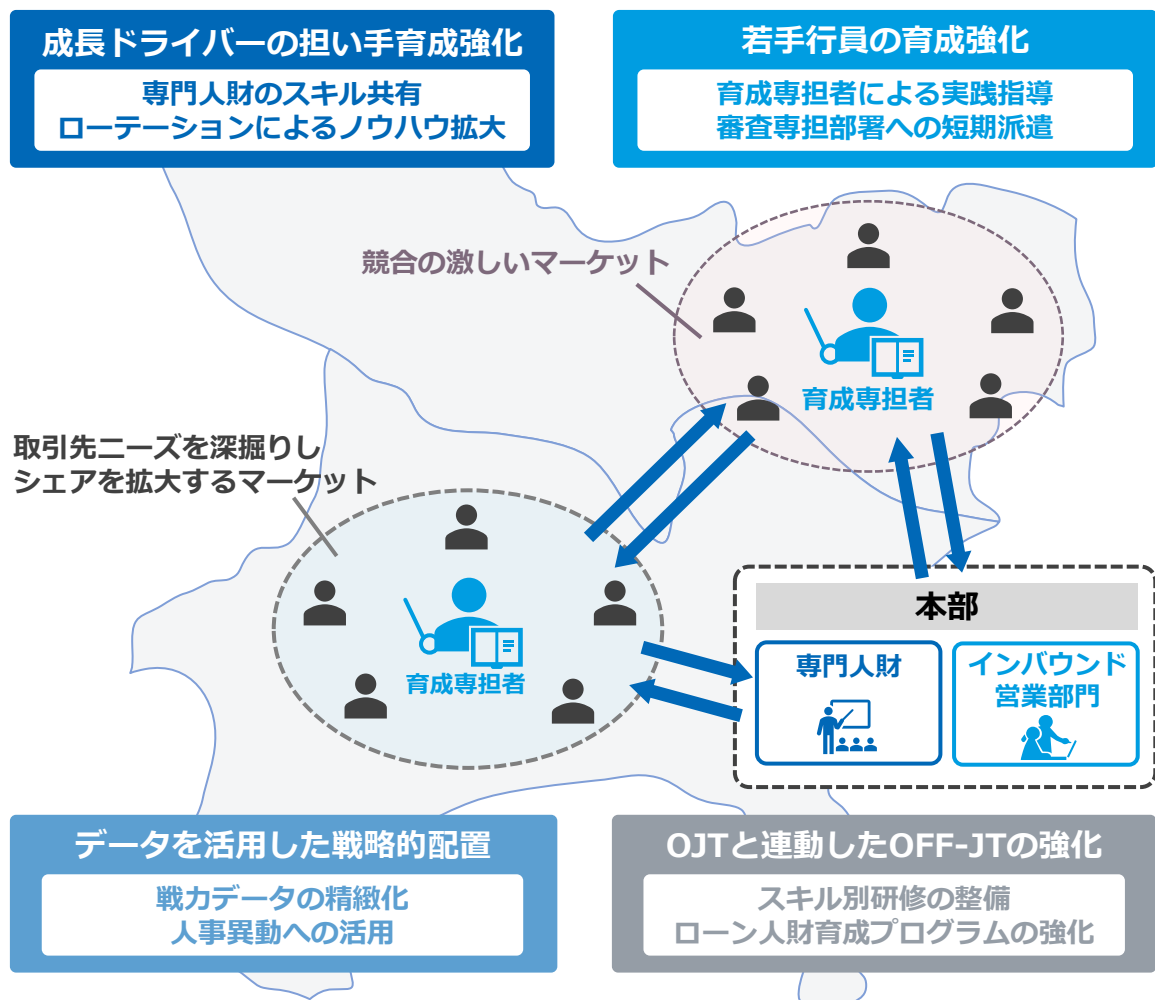 成長ドライバーの担い手育成強化
専門人財のスキル共有
ローテーションによるノウハウ拡大
若手行員の育成強化
育成専担者による実践指導
審査専担部署への短期派遣
競合の激しいマーケット
育成専担者
取引先ニーズを深掘りし
シェアを拡大するマーケット
育成専担者
本部
専門人財
インバウンド
営業部門
データを活用した戦略的配置
戦力データの精緻化
人事異動への活用
OJTと連動したOFF-JTの強化
スキル別研修の整備
ローン人財育成プログラムの強化